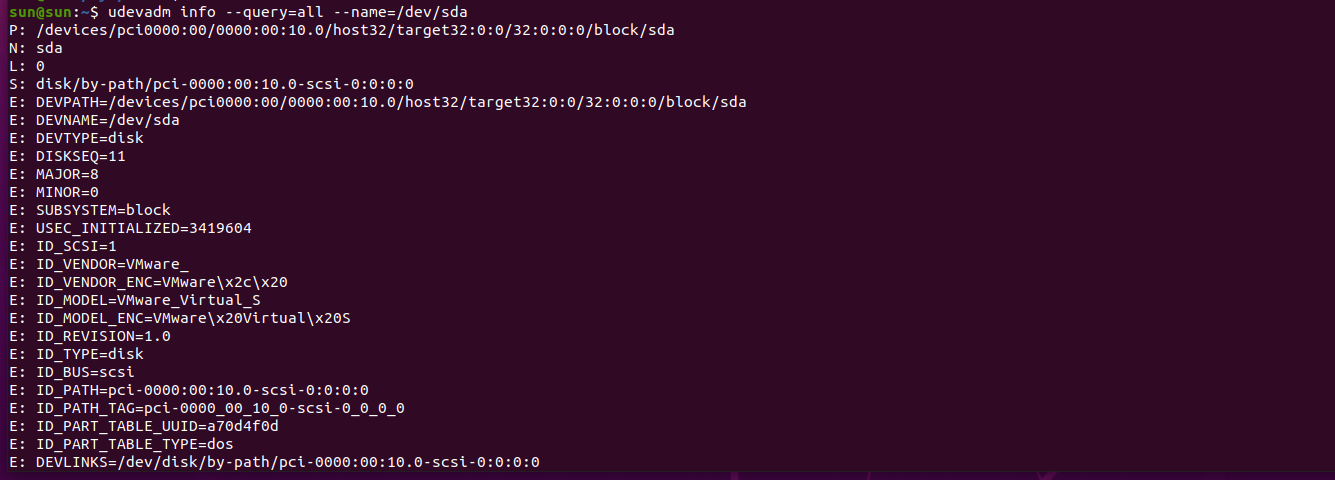 sun@sun:~$ udevadm info --query=all --name=/dev/sda
P: /devices/pci0000:00/0000:00:10.0/host32/target32:0:0/32:0:0:0/block/sda
N: sda
L: 0
S: disk/by-path/pci-0000:00:10.0-scsi-0:0:0:0
E: DEVPATH=/devices/pci0000:00/0000:00:10.0/host32/target32:0:0/32:0:0:0/block/sda
E: DEVNAME=/dev/sda
E: DEVTYPE=disk
E: DISKSEQ=11
E: MAJOR=8
E: MINOR=0
E: SUBSYSTEM=block
E: USEC_INITIALIZED=3419604
E: ID_SCSI=1
E: ID_VENDOR=VMware_
E: ID_VENDOR_ENC=VMware\x2c\x20
E: ID_MODEL=VMware_Virtual_S
E: ID_MODEL_ENC=VMware\x20Virtual\x20S
E: ID_REVISION=1.0
E: ID_TYPE=disk
E: ID_BUS=scsi
E: ID_PATH=pci-0000:00:10.0-scsi-0:0:0:0
E: ID_PATH_TAG=pci-0000_00_10_0-scsi-0_0_0_0
E: ID_PART_TABLE_UUID=a70d4f0d
E: ID_PART_TABLE_TYPE=dos
E: DEVLINKS=/dev/disk/by-path/pci-0000:00:10.0-scsi-0:0:0:0